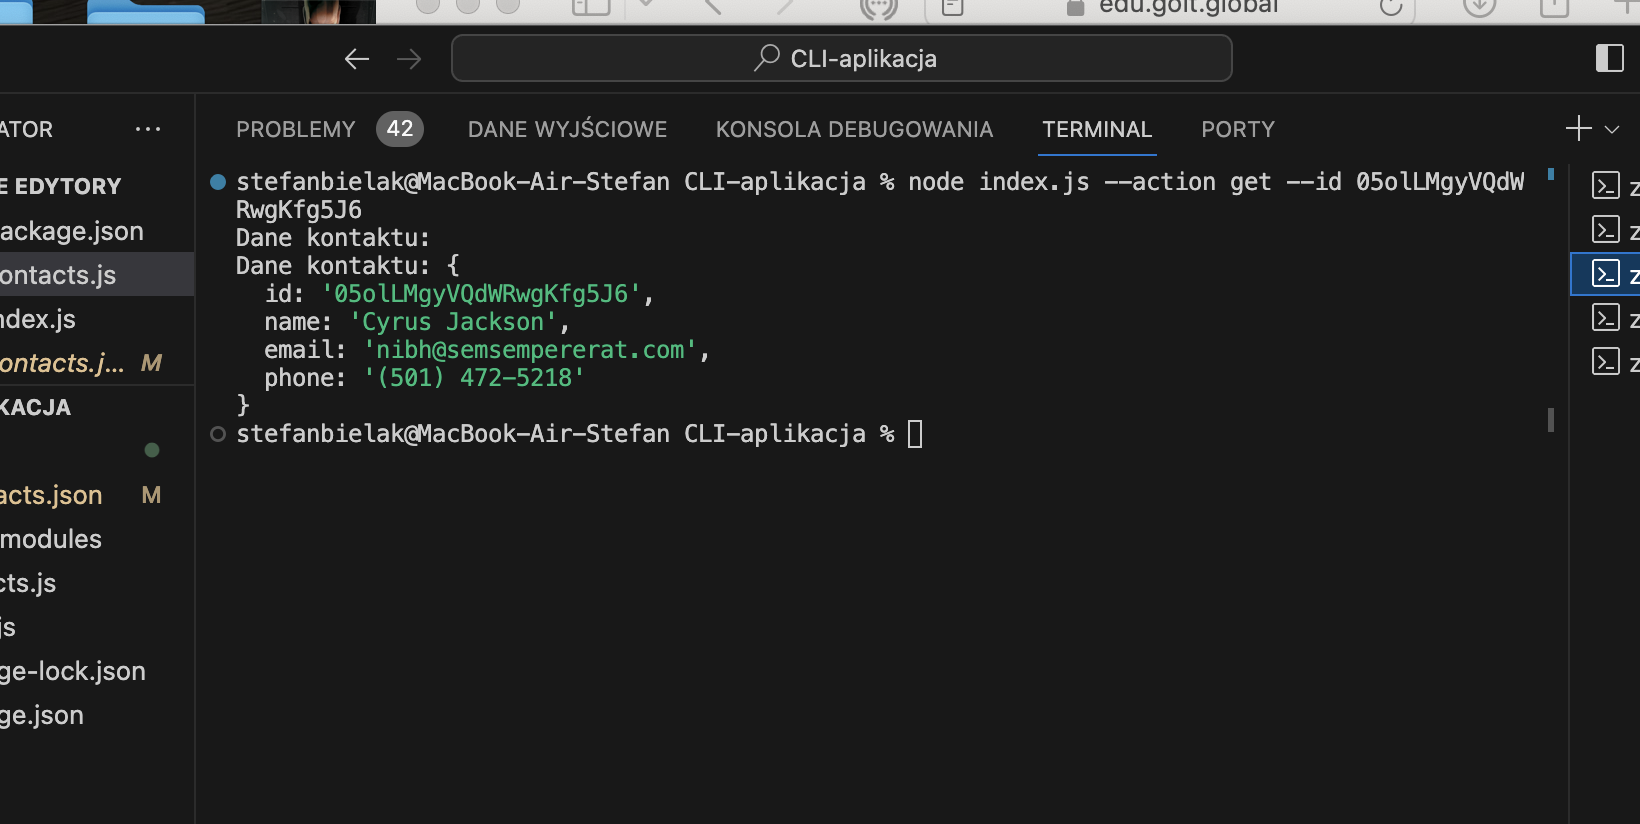 edu.goit.global
CLI-aplikacja
ATOR
PROBLEMY 42 DANE WYJŚCIOWE KONSOLA DEBUGOWANIA TERMINAL PORTY
E EDYTORY
ackage.json
ontacts.js
ndex.js
ontacts.j... M
KACJA
acts.json M
modules
cts.js
js
ge-lock.json
ge.json
stefanbielak@MacBook-Air-Stefan CLI-aplikacja % node index.js --action get --id 05olLMgyVQdW
RwgKfg5J6
Dane kontaktu:
Dane kontaktu: {
id: '05olLMgyVQdWRwgKfg5J6',
name: 'Cyrus Jackson',
email: 'nibh@semsempererat.com',
phone: '(501) 472-5218'
}
stefanbielak@MacBook-Air-Stefan CLI-aplikacja %
z
z
z
z
z